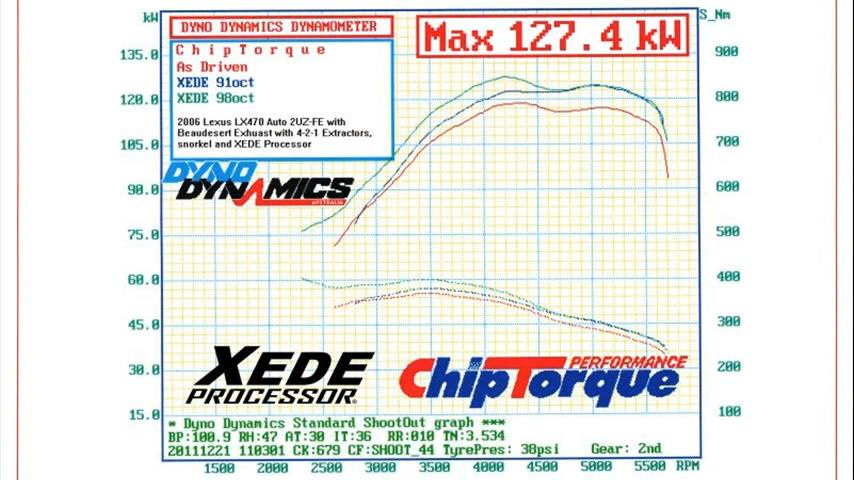 kW
S_Nm
DYNO DYNAMICS DYNAMOMETER
Max 127.4 kW
ChipTorque
As Driven
XEDE 91oct
XEDE 98oct
2006 Lexus LX470 Auto 2UZ-FE with
Beaudesert Exhuast with 4-2-1 Extractors,
snorkel and XEDE Processor
135.0
120.0
105.0
90.0
75.0
60.0
45.0
30.0
15.0
900
800
700
600
500
400
300
200
100
DYNO
DYNAMICS
AUSTRALIA
XEDE
PROCESSOR
PERFORMANCE
ChipTorque
* Dyno Dynamics Standard ShootOut graph ***
BP:100.9 RH:47 AT:30 IT:36 RR:010 TN:3.534
20111221 110301 CK:679 CF:SHOOT_44 TyrePres: 38psi Gear: 2nd
1500 2000 2500 3000 3500 4000 4500 5000 5500 RPM